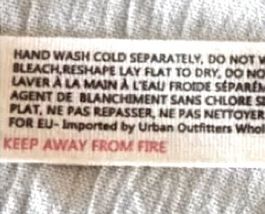 HAND WASH COLD SEPARATELY, DO NOT
BLEACH,RESHAPE LAY FLAT TO DRY, DO NO
LAVER À LA MAIN À L'EAU FROIDE SÉPARÉM
AGENT DE BLANCHIMENT SANS CHLORE S
PLAT, NE PAS REPASSER, NE PAS NETTOYER
FOR EU- Imported by Urban Outfitters Whol
KEEP AWAY FROM FIRE